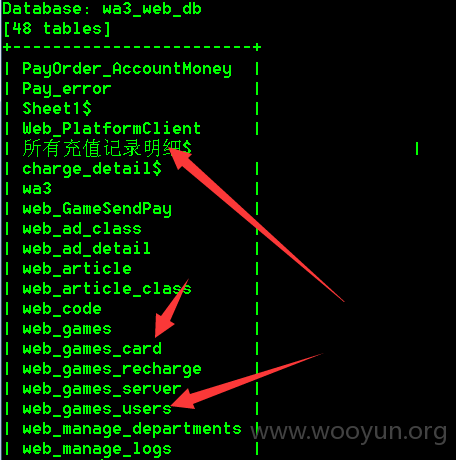 Database: wa3_web_db
[48 tables]
+--------------------------+
| PayOrder_AccountMoney |
| Pay_error |
| Sheet1$ |
| Web_PlatformClient |
| 所有充值记录明细$ |
| charge_detail$ |
| wa3 |
| web_GameSendPay |
| web_ad_class |
| web_ad_detail |
| web_article |
| web_article_class |
| web_code |
| web_games |
| web_games_card |
| web_games_recharge |
| web_games_server |
| web_games_users |
| web_manage_departments |
| web_manage_logs |
www.wooyun.org